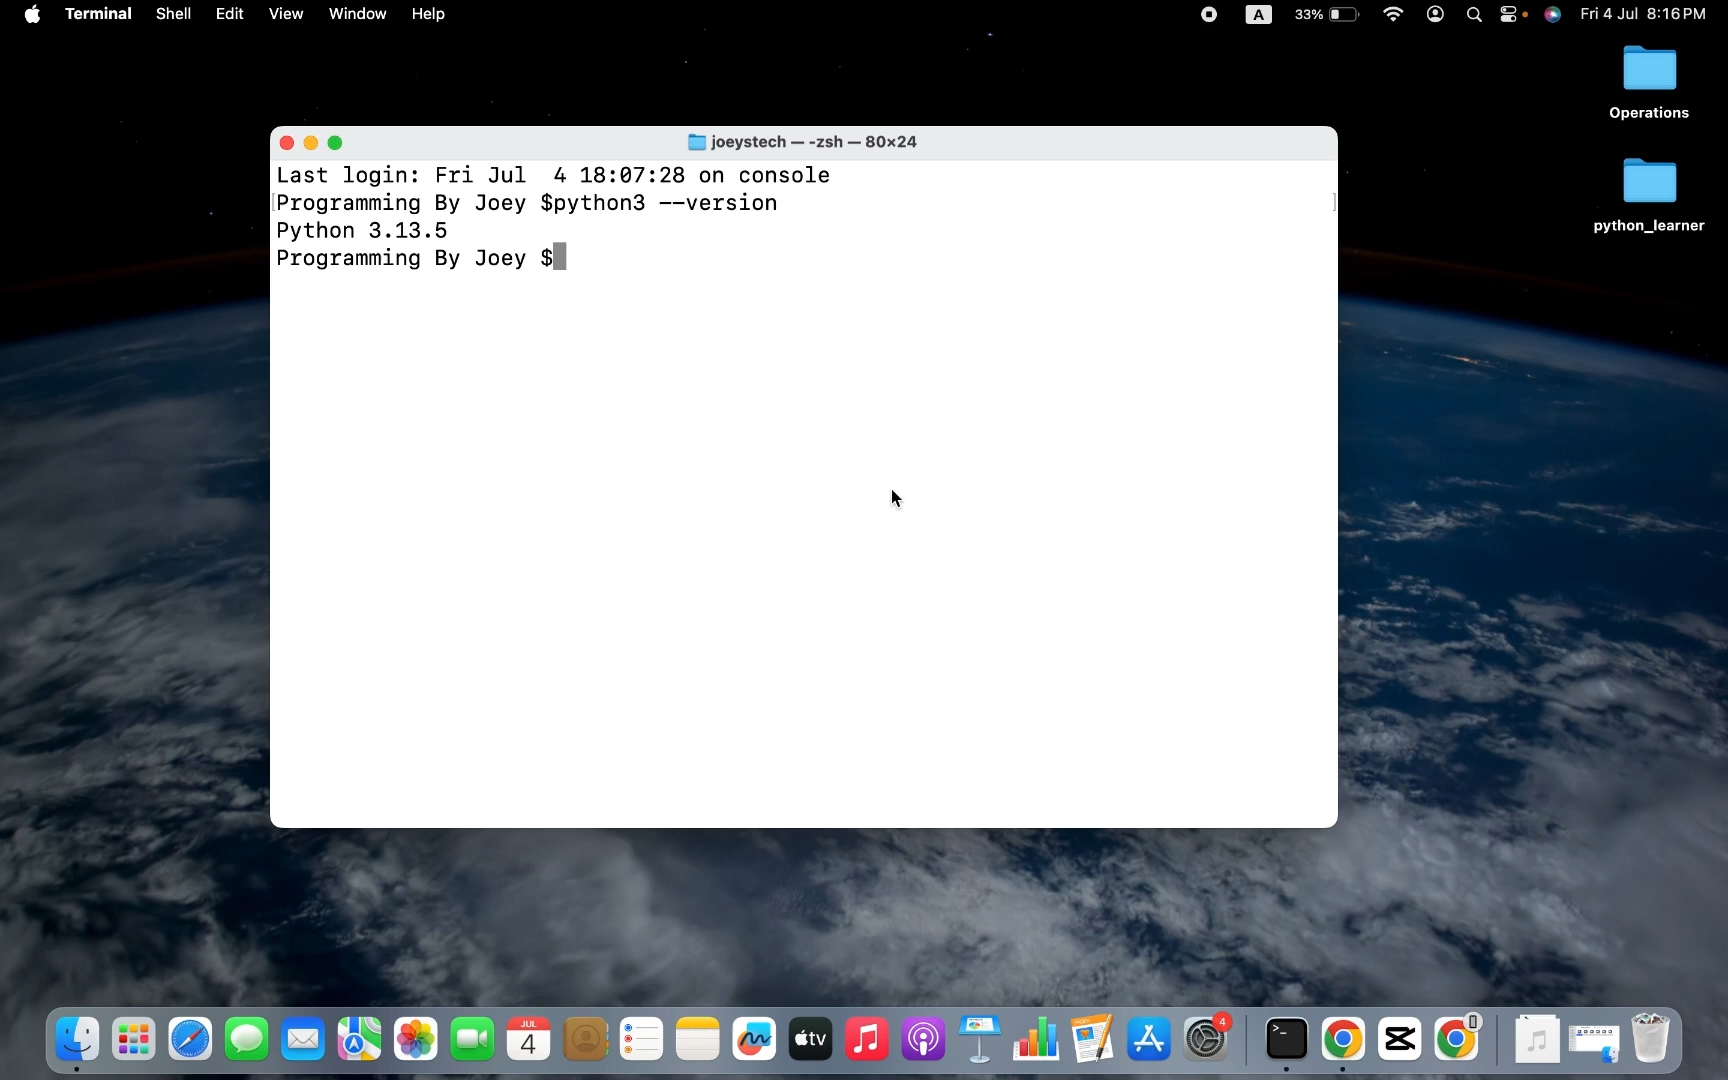 Terminal Shell Edit View Window Help A 33% Fri 4 Jul 8:16 PM
Operations
joeystech — -zsh — 80×24
Last login: Fri Jul  4 18:07:28 on console
[Programming By Joey $python3 --version ]
python_learner
Python 3.13.5
Programming By Joey $
JUL
4
tv
4
>_